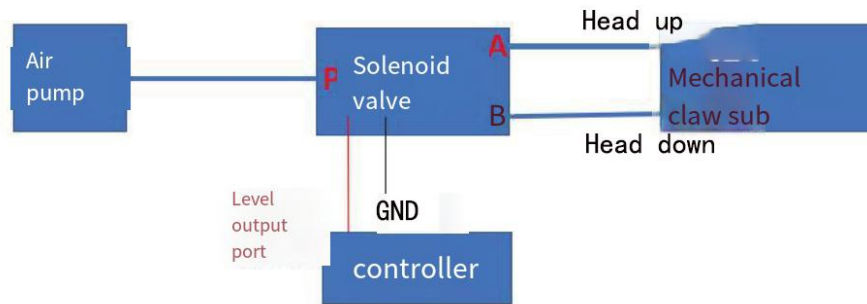 Head up
Air
pump
P
Solenoid
valve
A
B
Mechanical
claw sub
Head down
Level
output
port
GND
controller